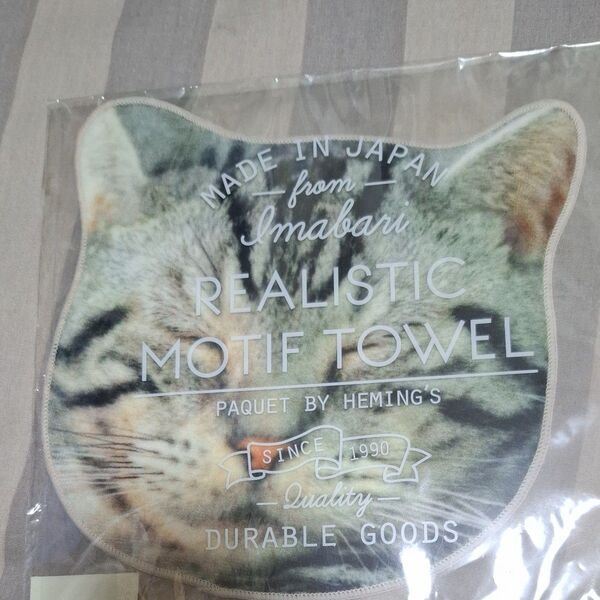 MADE IN JAPAN
from
Imabari
REALISTIC
MOTIF TOWEL
PAQUET BY HEMING'S
SINCE 1990
Quality
DURABLE GOODS